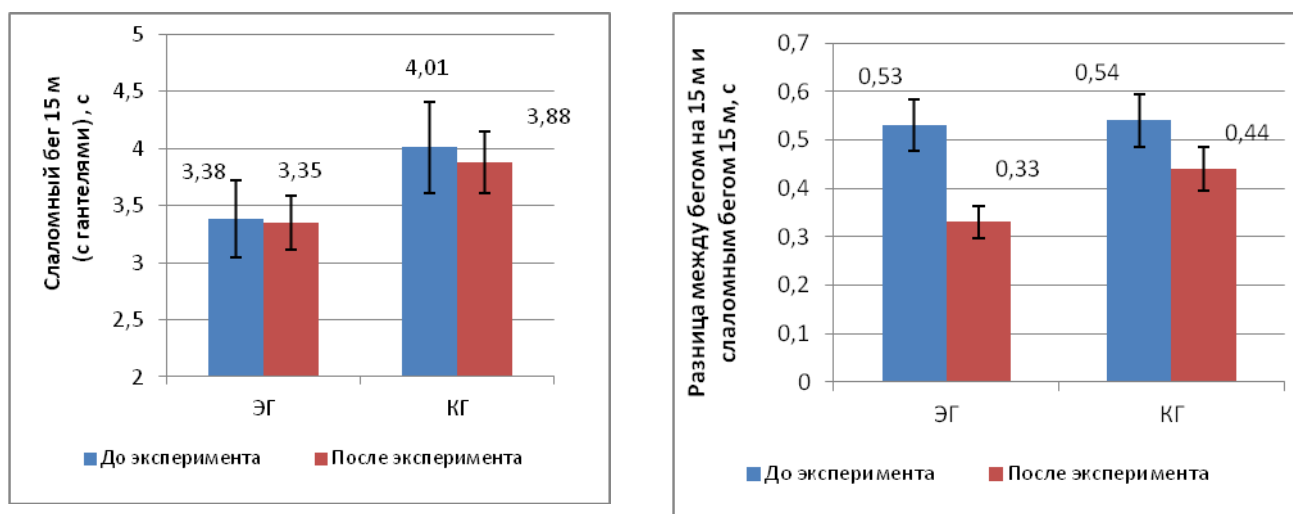 Слаломный бег 15 м
(с гантелями) , с
5
4,5
4
3,5
3
2,5
2
3,38
3,35
4,01
3,88
ЭГ
КГ
До эксперимента
После эксперимента
Разница между бегом на 15 м и
слаломным бегом 15 м, с
0,7
0,6
0,5
0,4
0,3
0,2
0,1
0
0,53
0,33
0,54
0,44
ЭГ
КГ
До эксперимента
После эксперимента